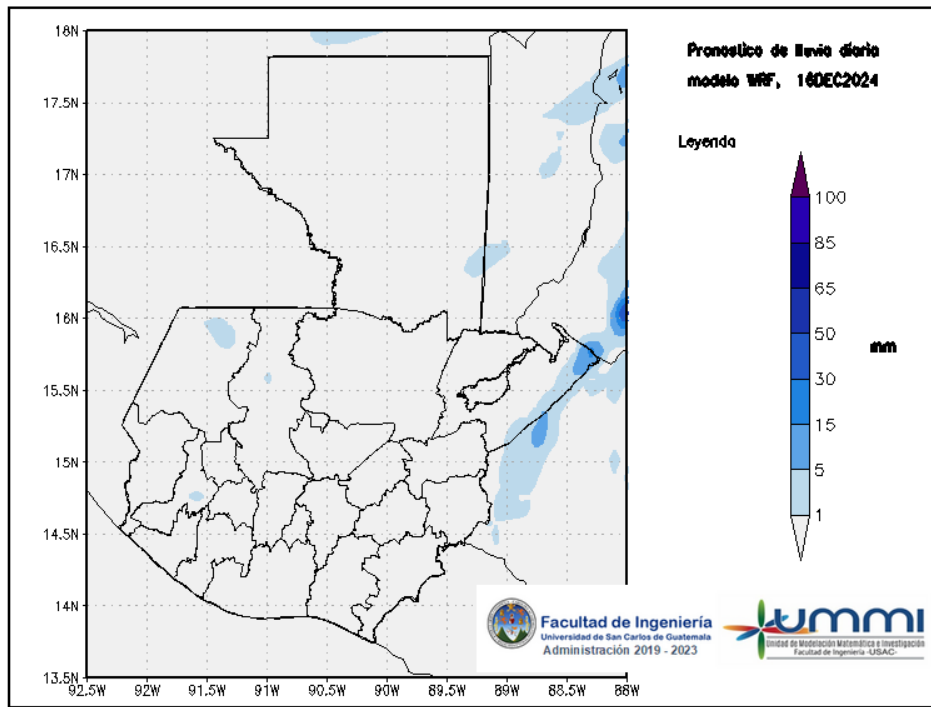 Pronostico de lluvia diaria
modelo WRF, 16DEC2024
Leyenda
100
85
65
50
30
15
5
1
mm
18N
17.5N
17N
16.5N
16N
15.5N
15N
14.5N
14N
13.5N
92.5W
92W
91.5W
91W
90.5W
90W
89.5W
89W
88.5W
88W
Facultad de Ingeniería
Universidad de San Carlos de Guatemala
Administración 2019 - 2023
UMMI
Unidad de Modelación Matemática e Investigación
Facultad de Ingeniería -USAC-